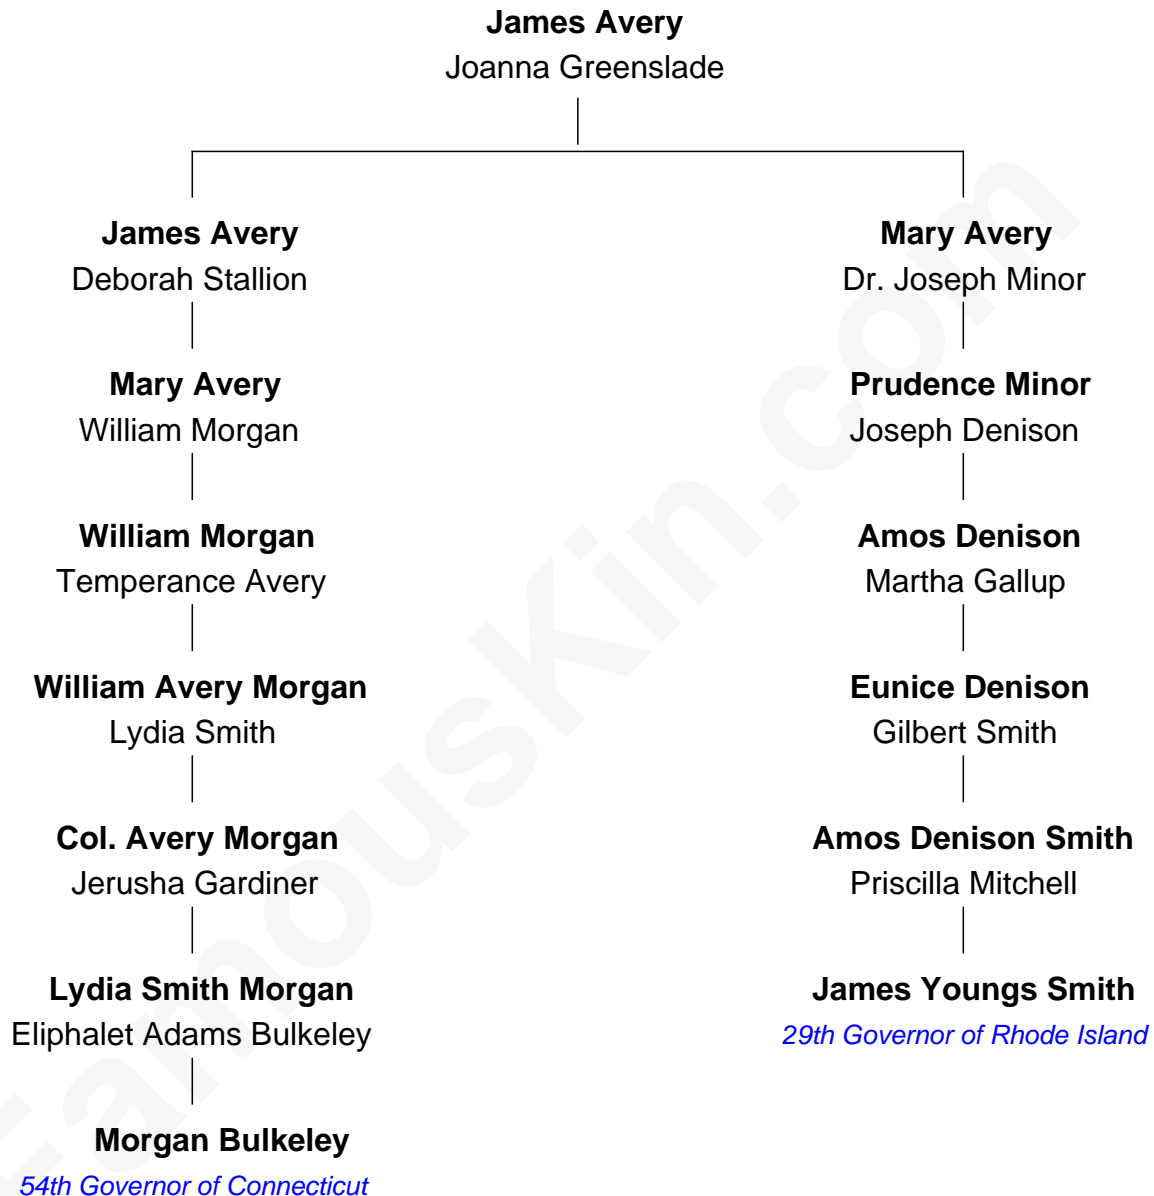 James Avery
Joanna Greenslade
James Avery
Deborah Stallion
Mary Avery
Dr. Joseph Minor
Mary Avery
William Morgan
Prudence Minor
Joseph Denison
William Morgan
Temperance Avery
Amos Denison
Martha Gallup
William Avery Morgan
Lydia Smith
Eunice Denison
Gilbert Smith
Col. Avery Morgan
Jerusha Gardiner
Amos Denison Smith
Priscilla Mitchell
Lydia Smith Morgan
Eliphalet Adams Bulkeley
James Youngs Smith
29th Governor of Rhode Island
Morgan Bulkeley
54th Governor of Connecticut
FamousKin.com